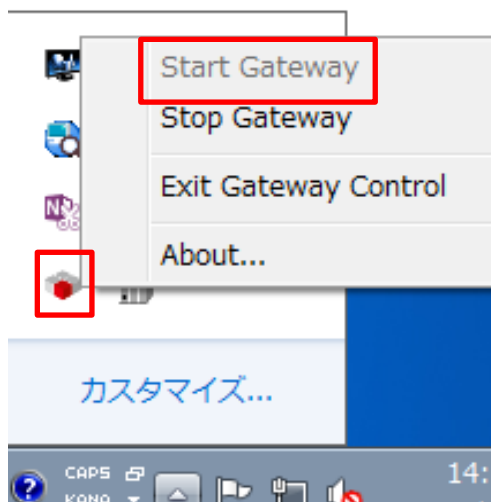 Start Gateway
Stop Gateway
Exit Gateway Control
About...
カスタマイズ...
CAPS
KANA
14: